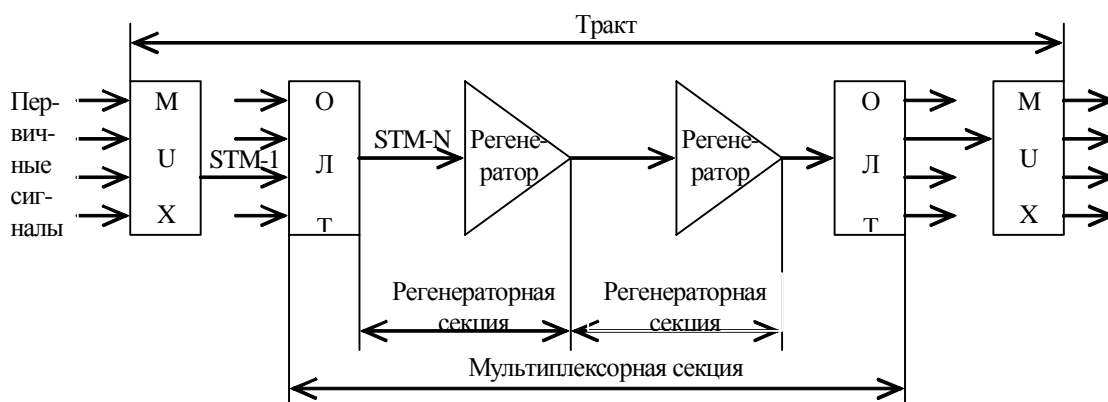 Тракт
Пер-
вич-
ные
сиг-
налы
М
U
X
STM-1
О
Л
Т
STM-N
Регене-
ратор
Регене-
ратор
О
Л
Т
М
U
X
Регенераторная
секция
Регенераторная
секция
Мультиплексорная секция